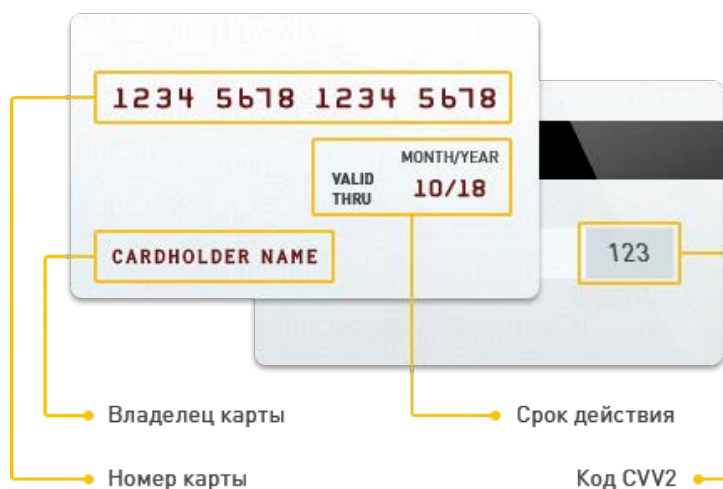 1234 5678 1234 5678
MONTH/YEAR
VALID THRU 10/18
CARDHOLDER NAME
123
Владелец карты
Срок действия
Номер карты
Код CVV2